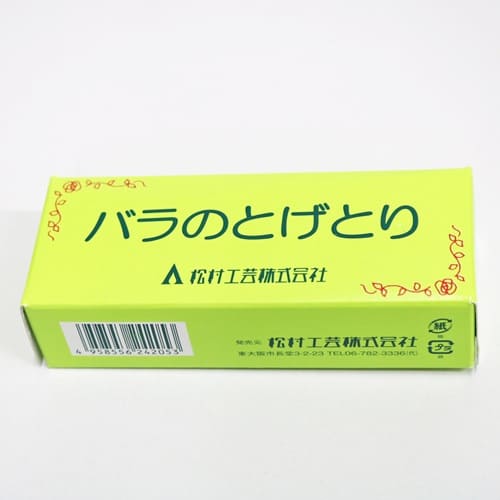 バラのとげとり
松村工芸株式会社
4 958556 242053
発売元 松村工芸株式会社
東大阪市長堂3-2-23 TEL06-782-3336(代)
紙